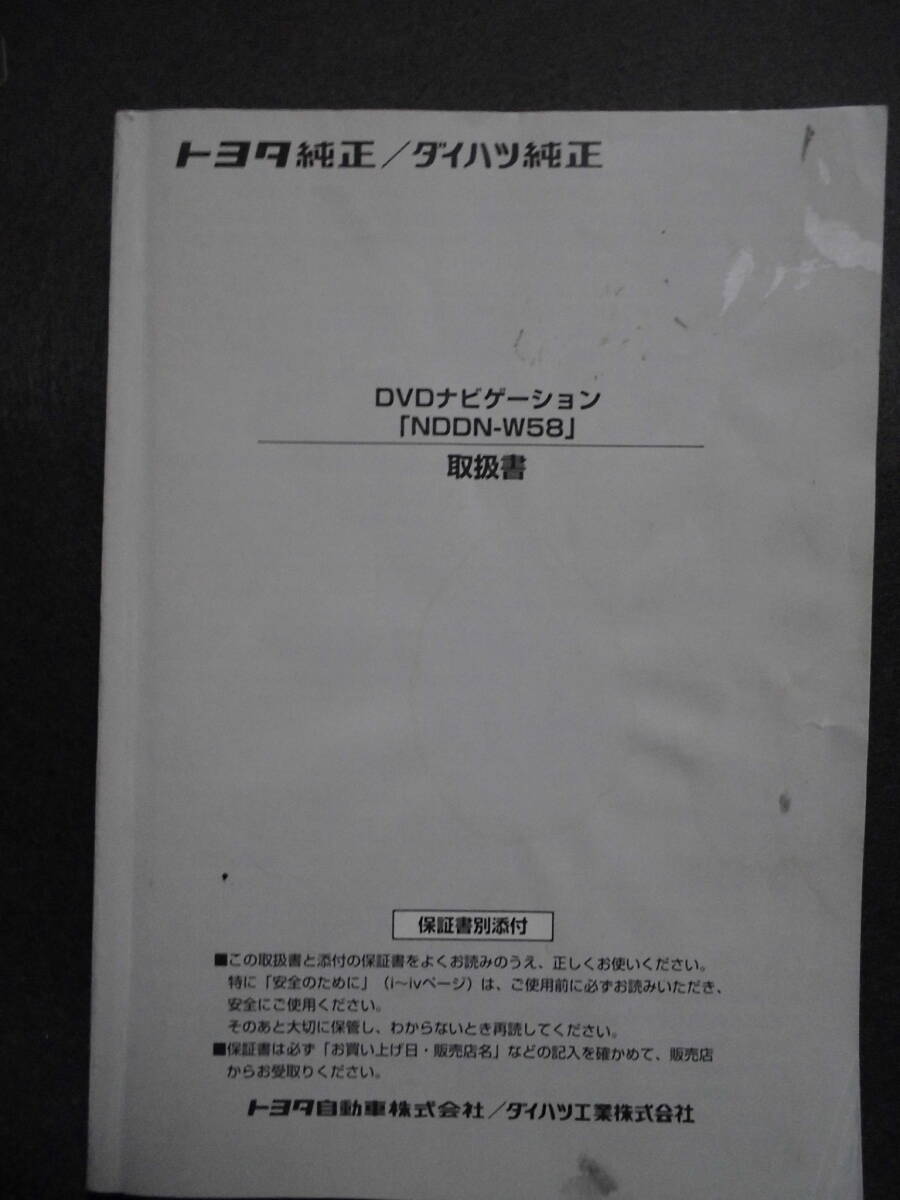 トヨタ純正/ダイハツ純正
DVDナビゲーション
「NDDN-W58」
取扱書
保証書別添付
■この取扱書と添付の保証書をよくお読みのうえ、正しくお使いください。
特に「安全のために」（i〜ivページ）は、ご使用前に必ずお読みいただき、
安全にご使用ください。
そのあと大切に保管し、わからないとき再読してください。
■保証書は必ず「お買い上げ日・販売店名」などの記入を確かめて、販売店
からお受取りください。
トヨタ自動車株式会社/ダイハツ工業株式会社